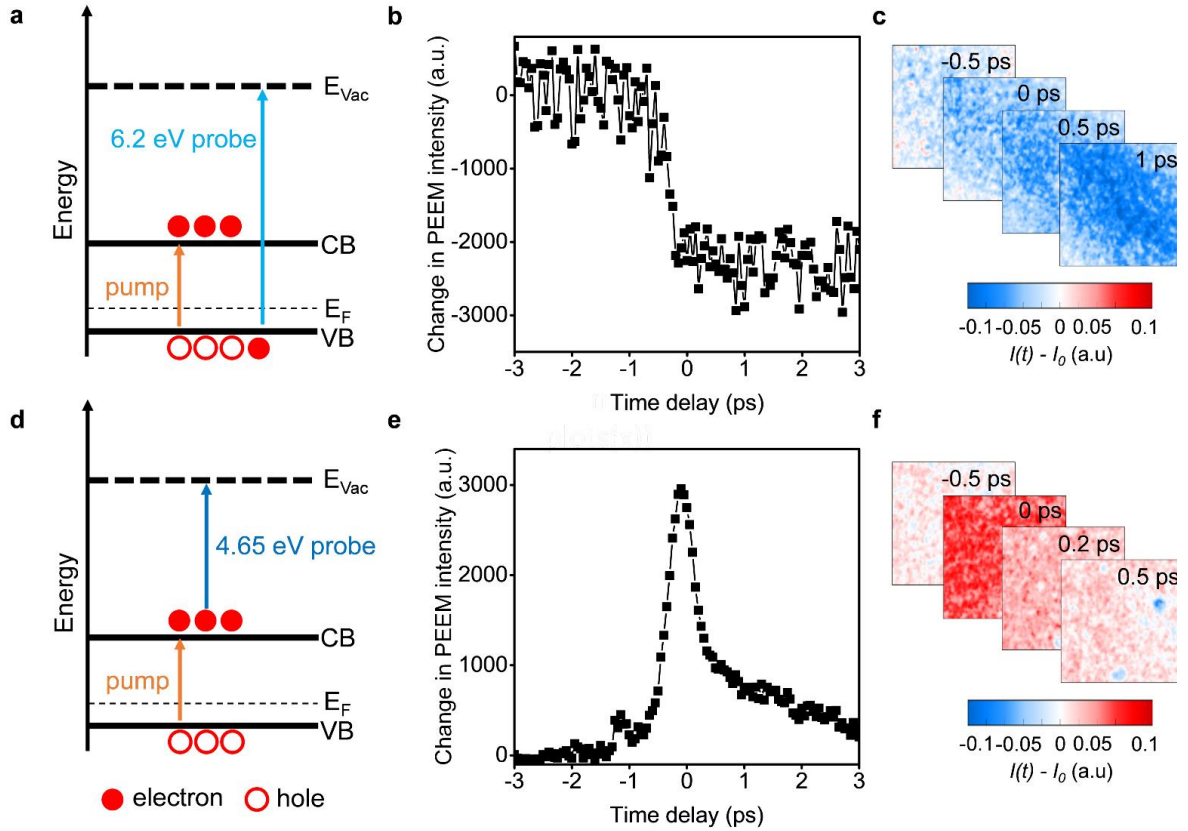 a
Energy
E_Vac
6.2 eV probe
CB
pump
E_F
VB
b
Change in PEEM intensity (a.u.)
0
-1000
-2000
-3000
-3 -2 -1 0 1 2 3
Time delay (ps)
c
-0.5 ps
0 ps
0.5 ps
1 ps
-0.1 -0.05 0 0.05 0.1
I(t) - I_0 (a.u)
d
Energy
E_Vac
4.65 eV probe
CB
pump
E_F
VB
electron hole
e
Change in PEEM intensity (a.u.)
3000
2000
1000
0
-3 -2 -1 0 1 2 3
Time delay (ps)
f
-0.5 ps
0 ps
0.2 ps
0.5 ps
-0.1 -0.05 0 0.05 0.1
I(t) - I_0 (a.u)